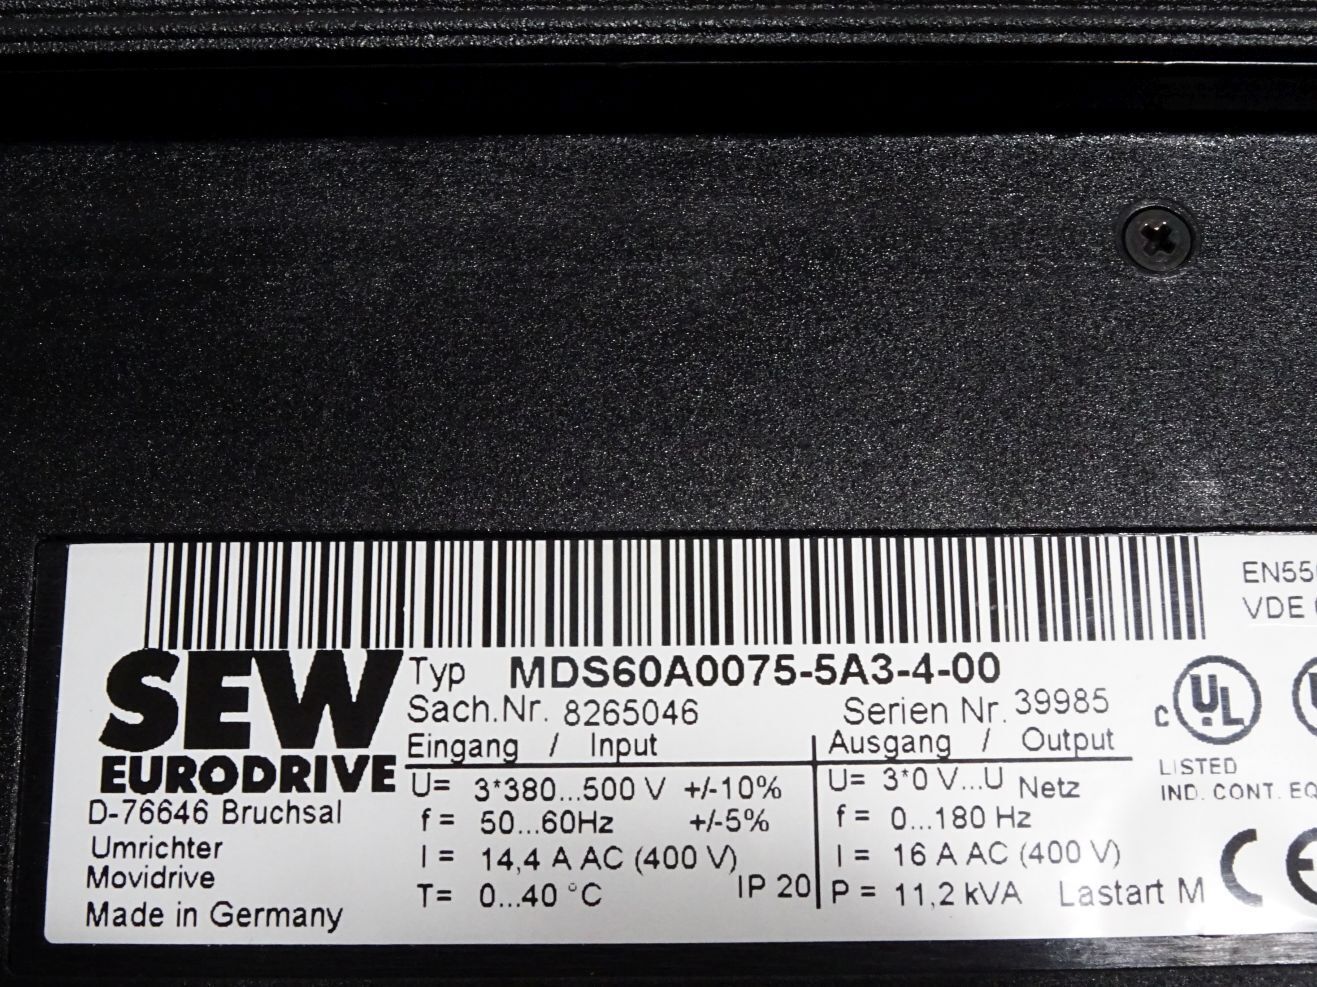 EN55
VDE
SEW
EURODRIVE
D-76646 Bruchsal
Umrichter
Movidrive
Made in Germany
Typ MDS60A0075-5A3-4-00
Sach.Nr. 8265046 Serien Nr. 39985
Eingang / Input Ausgang / Output
U= 3*380...500 V +/-10% U= 3*0 V...U Netz
f = 50...60Hz +/-5% f = 0...180 Hz
I = 14,4 A AC (400 V) I = 16 A AC (400 V)
T= 0...40 °C IP 20 P = 11,2 kVA Lastart M
c UL
LISTED
IND. CONT. EQ
CE